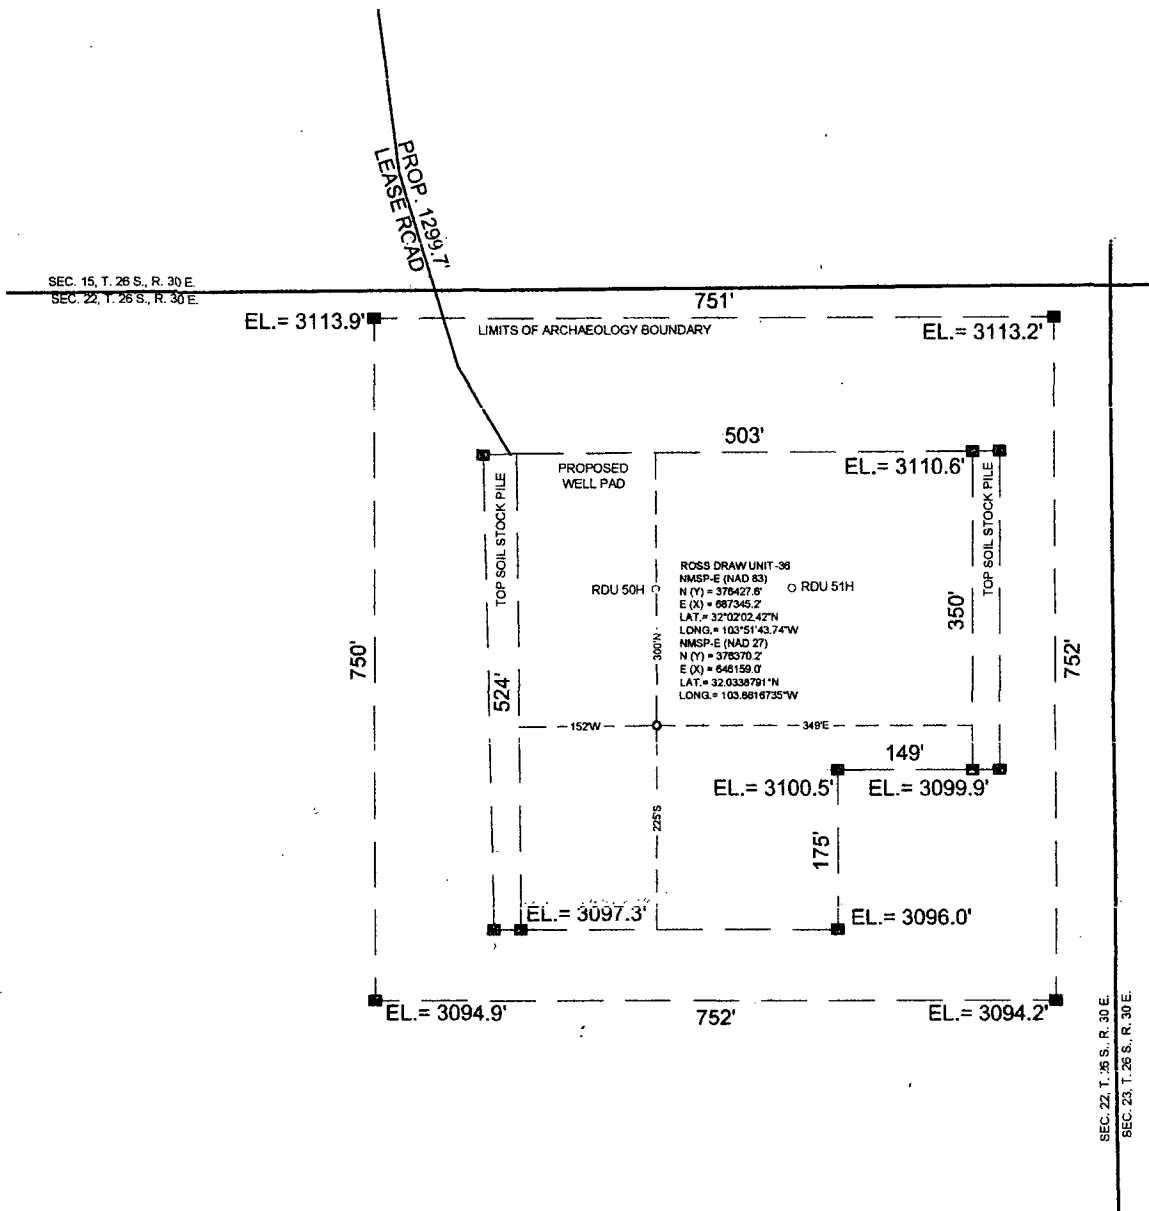 PROP. 1299.7'
LEASE ROAD
SEC. 15, T. 26 S., R. 30 E.
SEC. 22, T. 26 S., R. 30 E.
751'
EL.= 3113.9'
LIMITS OF ARCHAEOLOGY BOUNDARY
EL.= 3113.2'
503'
PROPOSED
WELL PAD
EL.= 3110.6'
TOP SOIL STOCK PILE
TOP SOIL STOCK PILE
ROSS DRAW UNIT -36
NMSP-E (NAD 83)
N (Y) = 376427.6'
E (X) = 687345.2'
LAT.= 32°02'02.42"N
LONG.= 103°51'43.74"W
NMSP-E (NAD 27)
N (Y) = 376370.2'
E (X) = 646159.0'
LAT.= 32.0338791°N
LONG.= 103.8616735°W
RDU 50H
RDU 51H
300'N
350'
750'
524'
752'
152'W
349'E
149'
EL.= 3100.5'
EL.= 3099.9'
225'S
175'
EL.= 3097.3'
EL.= 3096.0'
EL.= 3094.9'
752'
EL.= 3094.2'
SEC. 22, T. 26 S., R. 30 E.
SEC. 23, T. 26 S., R. 30 E.